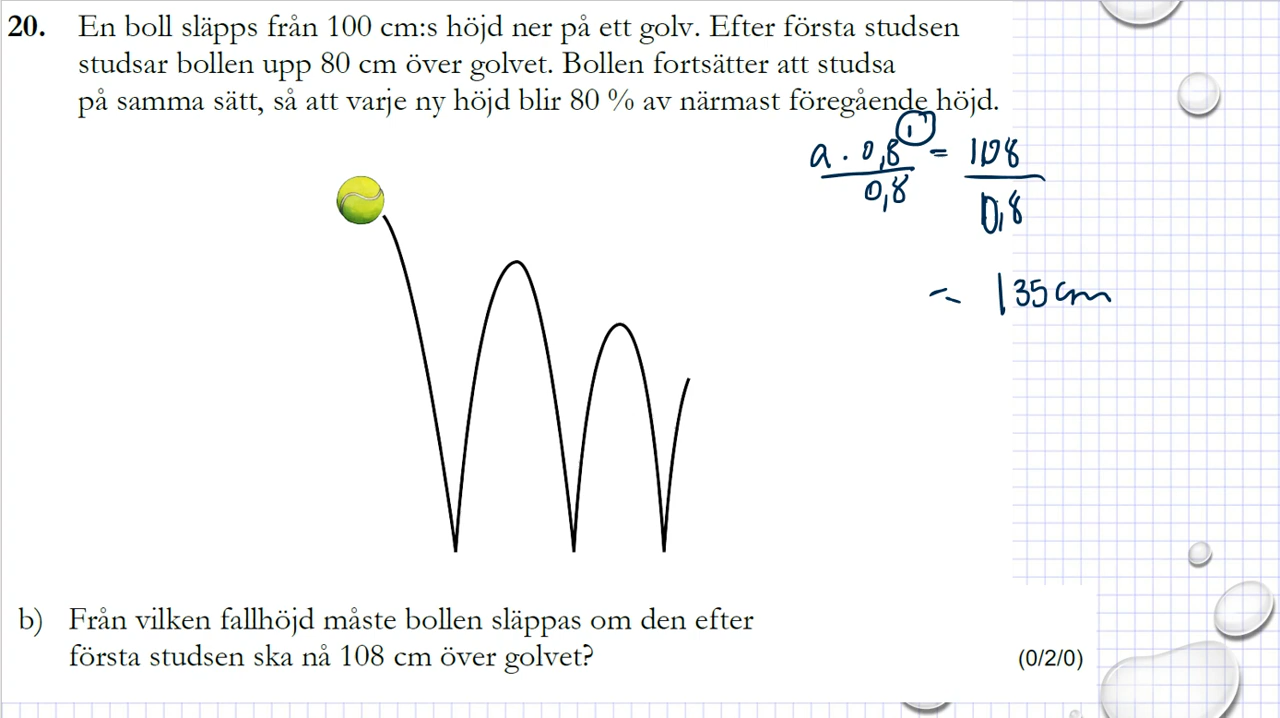 20. En boll släpps från 100 cm:s höjd ner på ett golv. Efter första studsen
studsar bollen upp 80 cm över golvet. Bollen fortsätter att studsa
på samma sätt, så att varje ny höjd blir 80 % av närmast föregående höjd.
a · 0,8^1 = 108
0,8 0,8
= 135 cm
b) Från vilken fallhöjd måste bollen släppas om den efter
första studsen ska nå 108 cm över golvet?
(0/2/0)